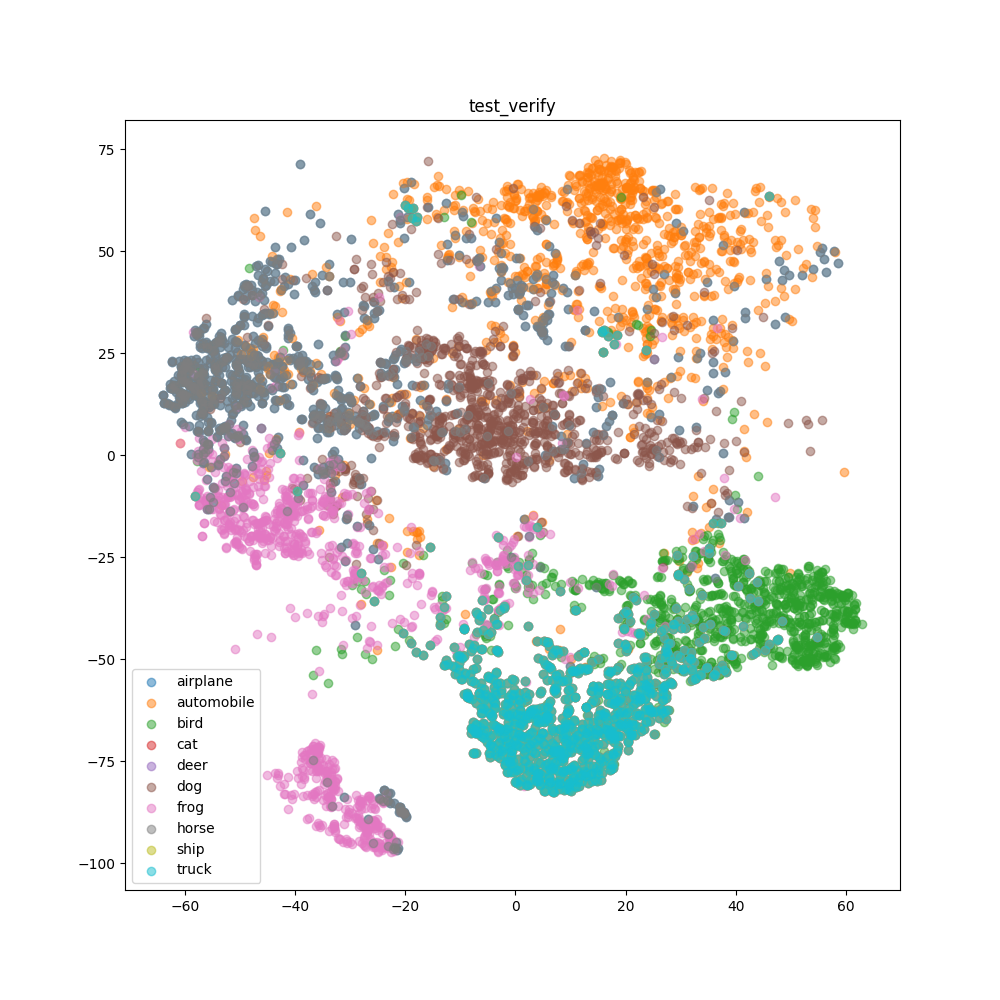 test_verify
75
50
25
0
−25
−50
−75
−100
airplane
automobile
bird
cat
deer
dog
frog
horse
ship
truck
−60 −40 −20 0 20 40 60